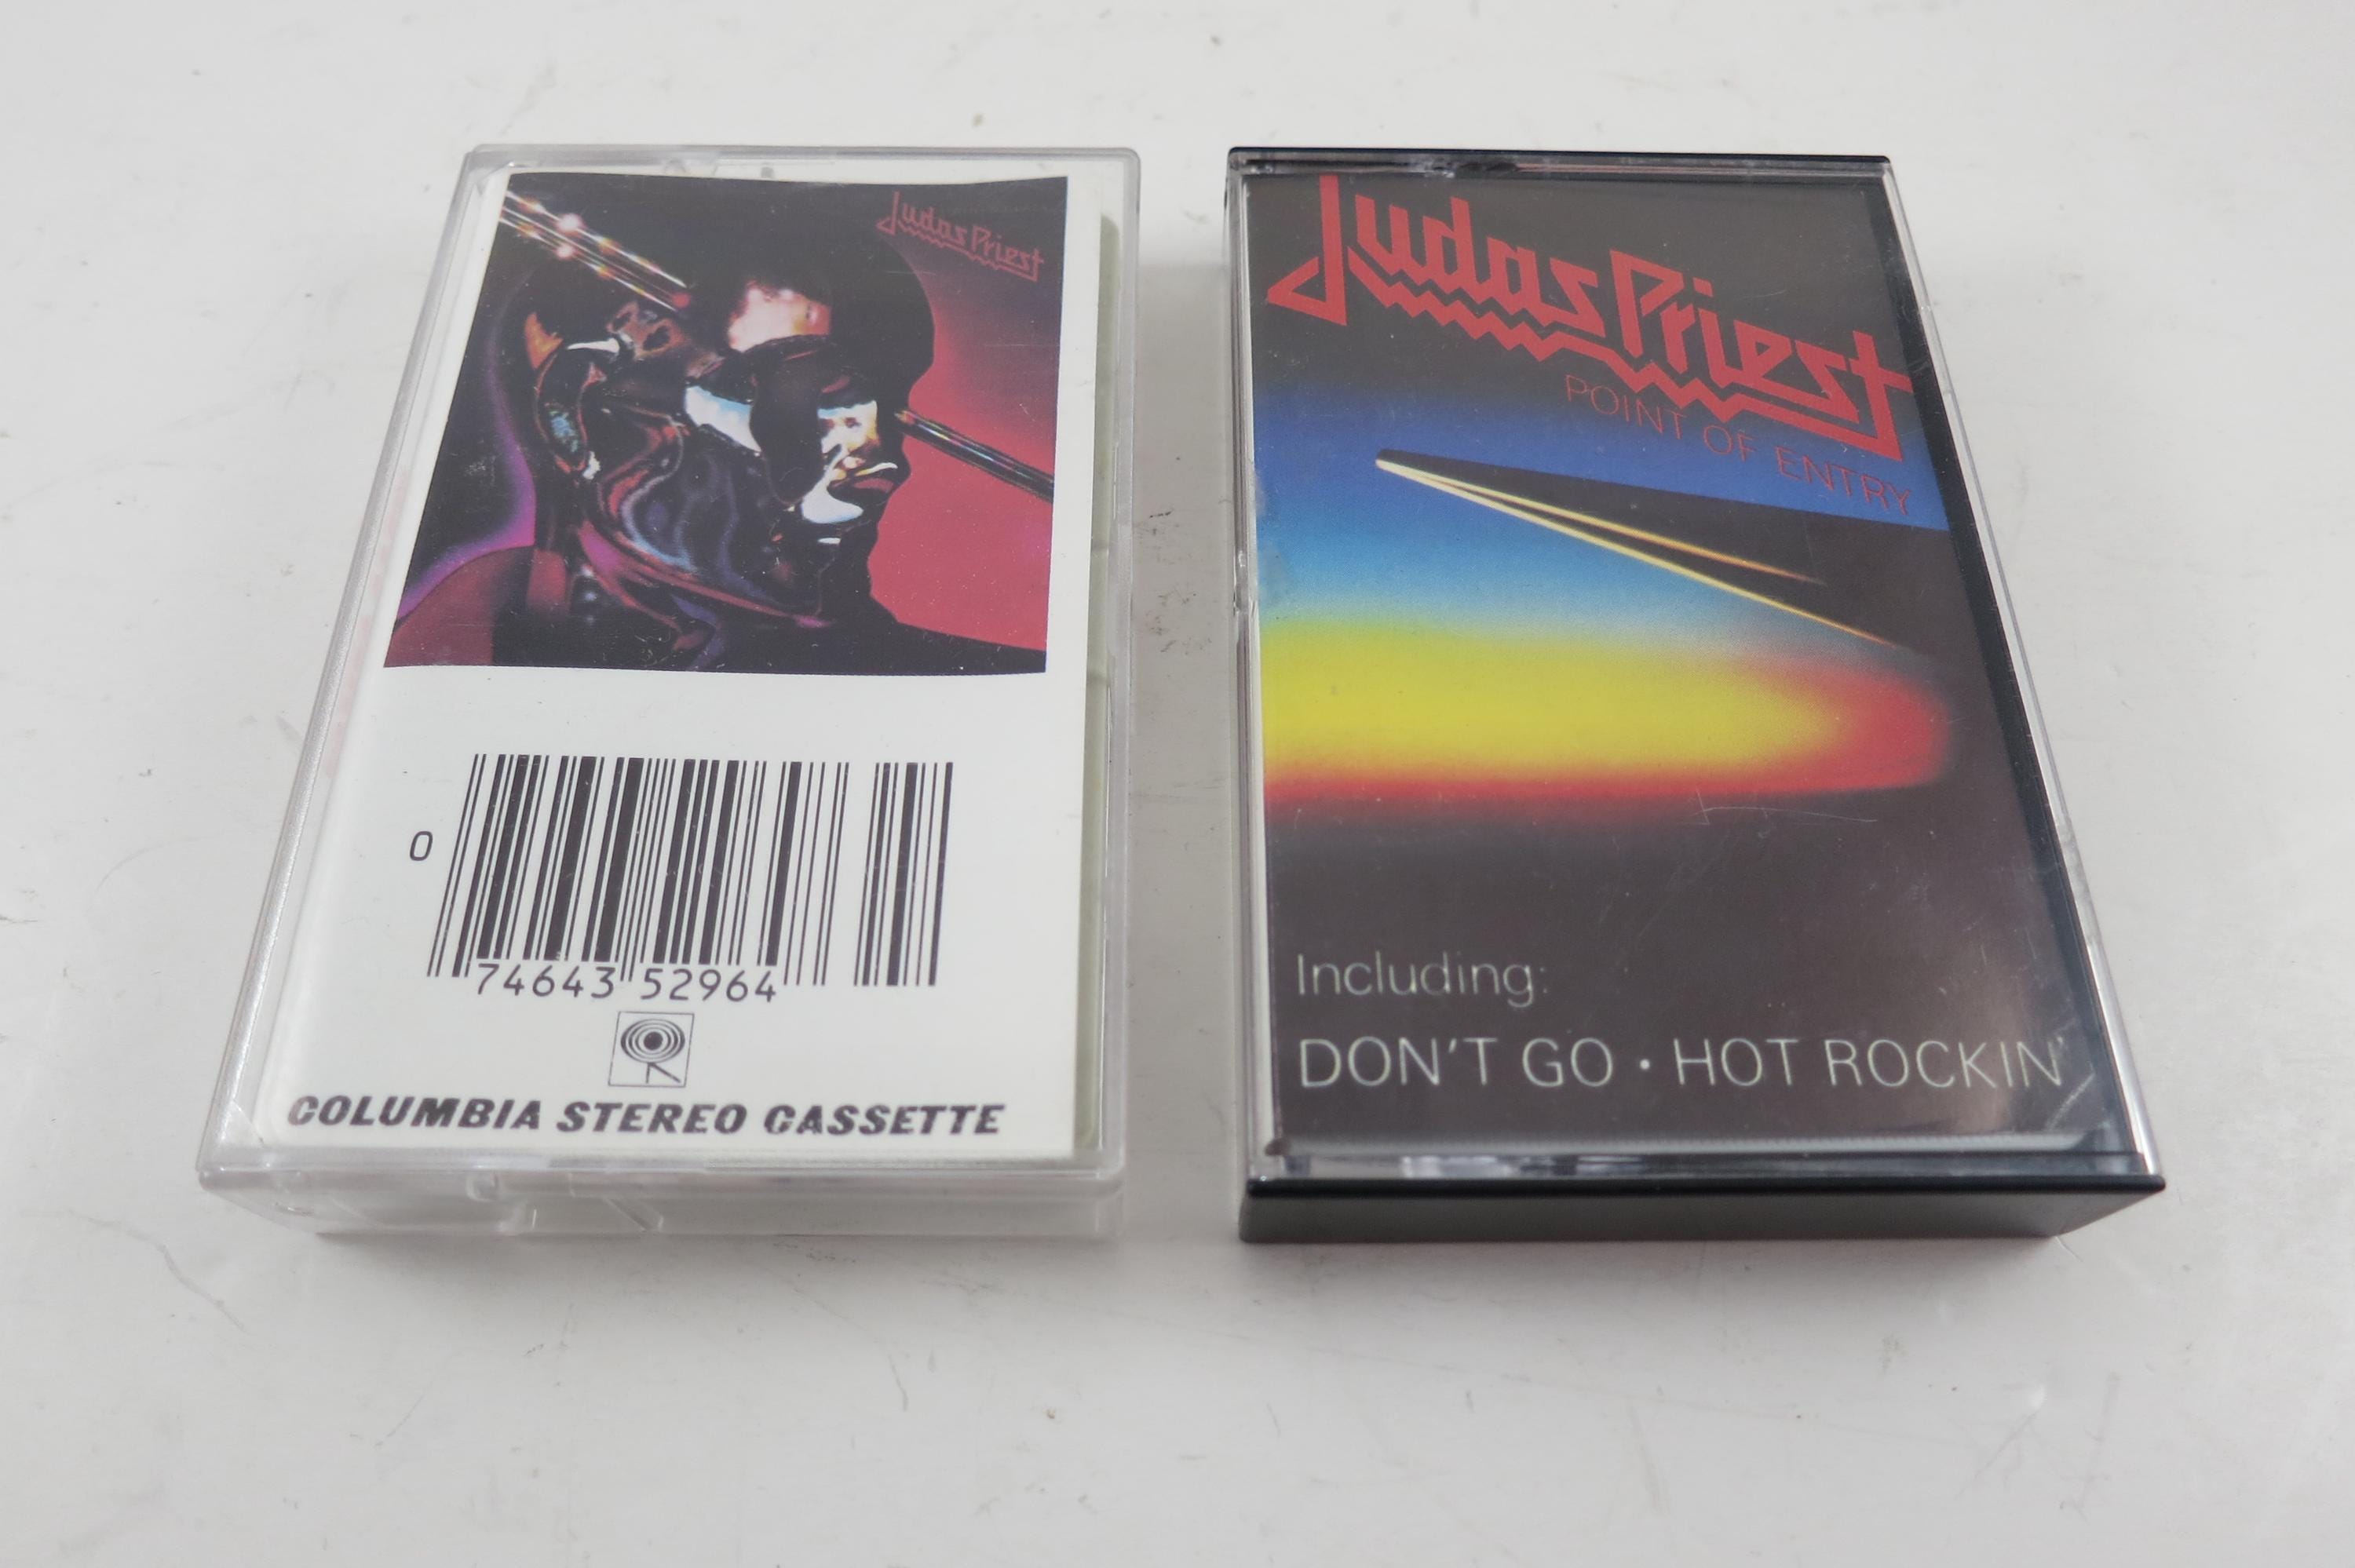 Judas Priest
0
74643 52964
COLUMBIA STEREO CASSETTE
Judas Priest
POINT OF ENTRY
Including:
DON'T GO • HOT ROCKIN'